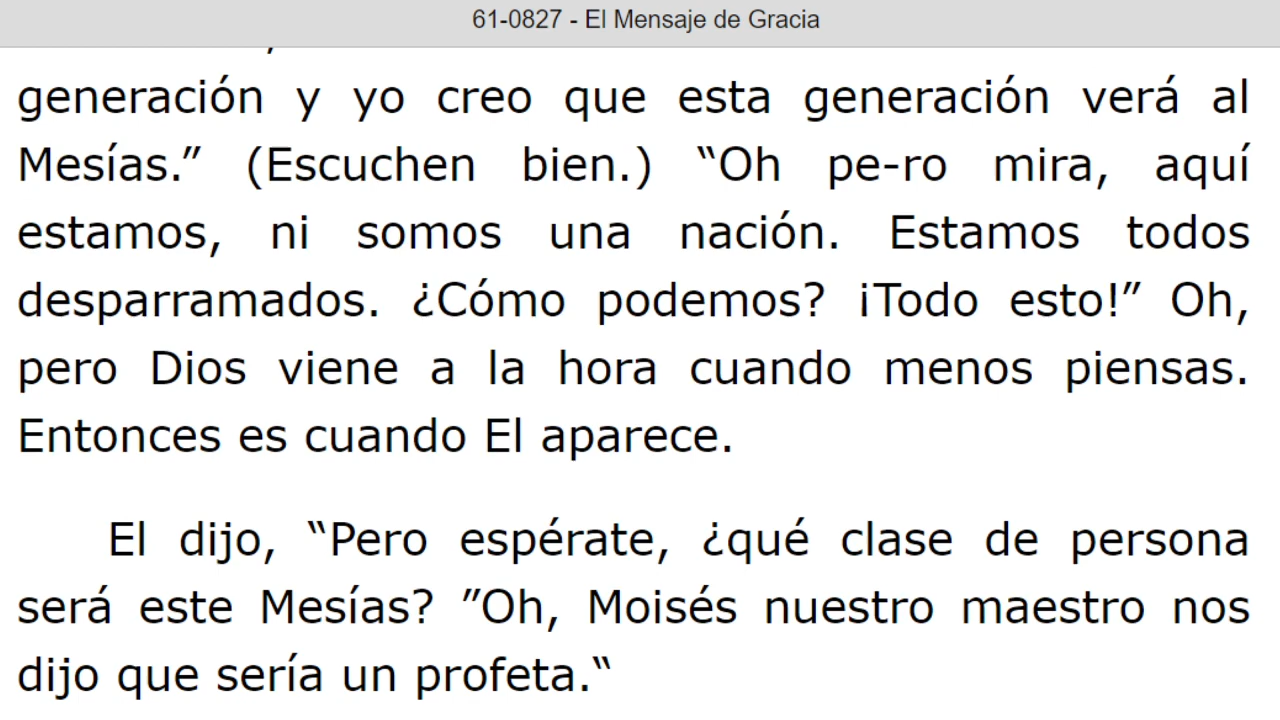 61-0827 - El Mensaje de Gracia
generación y yo creo que esta generación verá al
Mesías.” (Escuchen bien.) “Oh pe-ro mira, aquí
estamos, ni somos una nación. Estamos todos
desparramados. ¿Cómo podemos? ¡Todo esto!” Oh,
pero Dios viene a la hora cuando menos piensas.
Entonces es cuando El aparece.
El dijo, “Pero espérate, ¿qué clase de persona
será este Mesías? ”Oh, Moisés nuestro maestro nos
dijo que sería un profeta.“